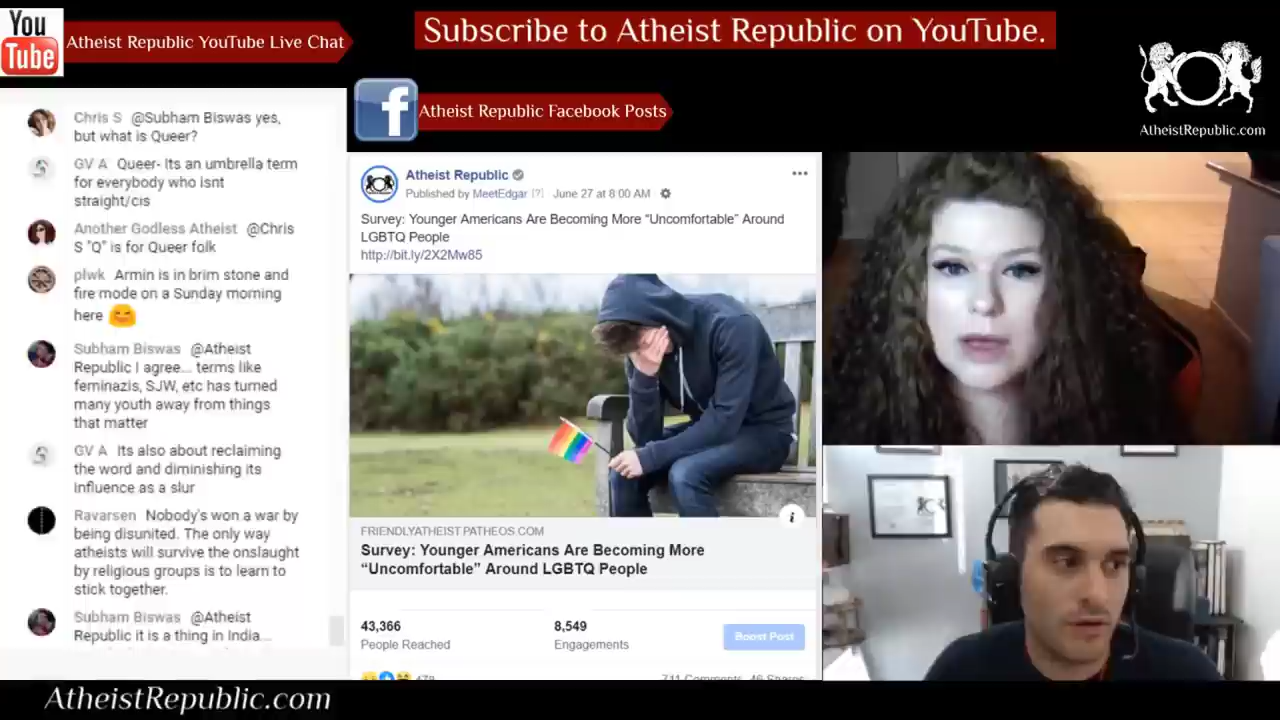 You
Tube
Atheist Republic YouTube Live Chat
Subscribe to Atheist Republic on YouTube.
AtheistRepublic.com
f
Atheist Republic Facebook Posts
Chris S @Subham Biswas yes,
but what is Queer?
GV A Queer- Its an umbrella term
for everybody who isnt
straight/cis
Another Godless Atheist @Chris
S "Q" is for Queer folk
plwk Armin is in brim stone and
fire mode on a Sunday morning
here
Subham Biswas @Atheist
Republic I agree... terms like
feminazis, SJW, etc has turned
many youth away from things
that matter
GV A Its also about reclaiming
the word and diminishing its
influence as a slur
Ravarsen Nobody's won a war by
being disunited. The only way
atheists will survive the onslaught
by religious groups is to learn to
stick together.
Subham Biswas @Atheist
Republic it is a thing in India...
Atheist Republic
Published by MeetEdgar [?] June 27 at 8:00 AM
Survey: Younger Americans Are Becoming More “Uncomfortable” Around
LGBTQ People
http://bit.ly/2X2Mw85
i
FRIENDLYATHEIST.PATHEOS.COM
Survey: Younger Americans Are Becoming More
“Uncomfortable” Around LGBTQ People
43,366
People Reached
8,549
Engagements
Boost Post
711 Comments 46 Shares
AtheistRepublic.com